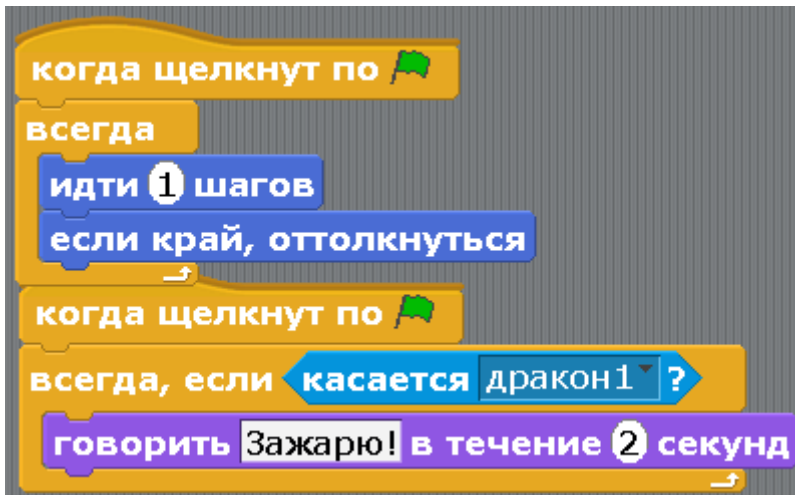 когда щелкнут по
всегда
идти 1 шагов
если край, оттолкнуться
когда щелкнут по
всегда, если касается дракон1 ?
говорить Зажарю! в течение 2 секунд